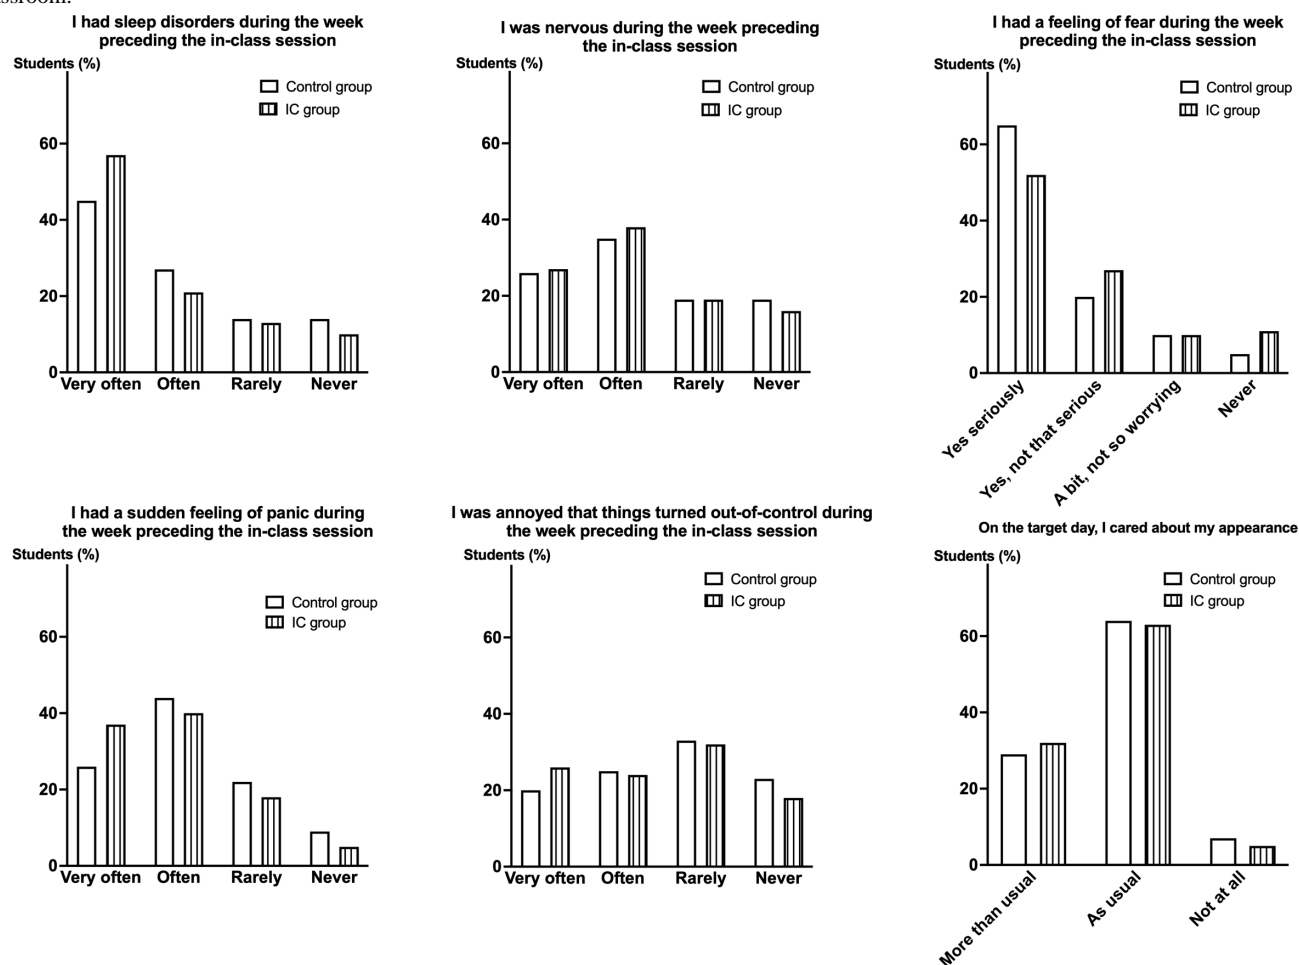 I had sleep disorders during the week
preceding the in-class session
Students (%)
Control group
IC group
60
40
20
0
Very often Often Rarely Never
I was nervous during the week preceding
the in-class session
Students (%)
Control group
IC group
60
40
20
0
Very often Often Rarely Never
I had a feeling of fear during the week
preceding the in-class session
Students (%)
Control group
IC group
60
40
20
0
Yes seriously
Yes, not that serious
A bit, not so worrying
Never
I had a sudden feeling of panic during
the week preceding the in-class session
Students (%)
Control group
IC group
60
40
20
0
Very often Often Rarely Never
I was annoyed that things turned out-of-control during
the week preceding the in-class session
Students (%)
Control group
IC group
60
40
20
0
Very often Often Rarely Never
On the target day, I cared about my appearance
Students (%)
Control group
IC group
60
40
20
0
More than usual
As usual
Not at all